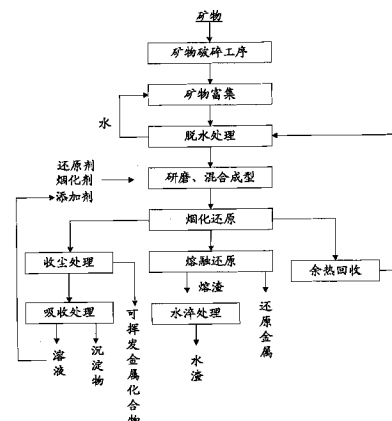 矿物
矿物破碎工序
矿物富集
水
脱水处理
还原剂
烟化剂
添加剂
研磨、混合成型
烟化还原
收尘处理
熔融还原
余热回收
熔渣
吸收处理
水淬处理
可挥发金属化合物
还原金属
溶液
沉淀物
水渣